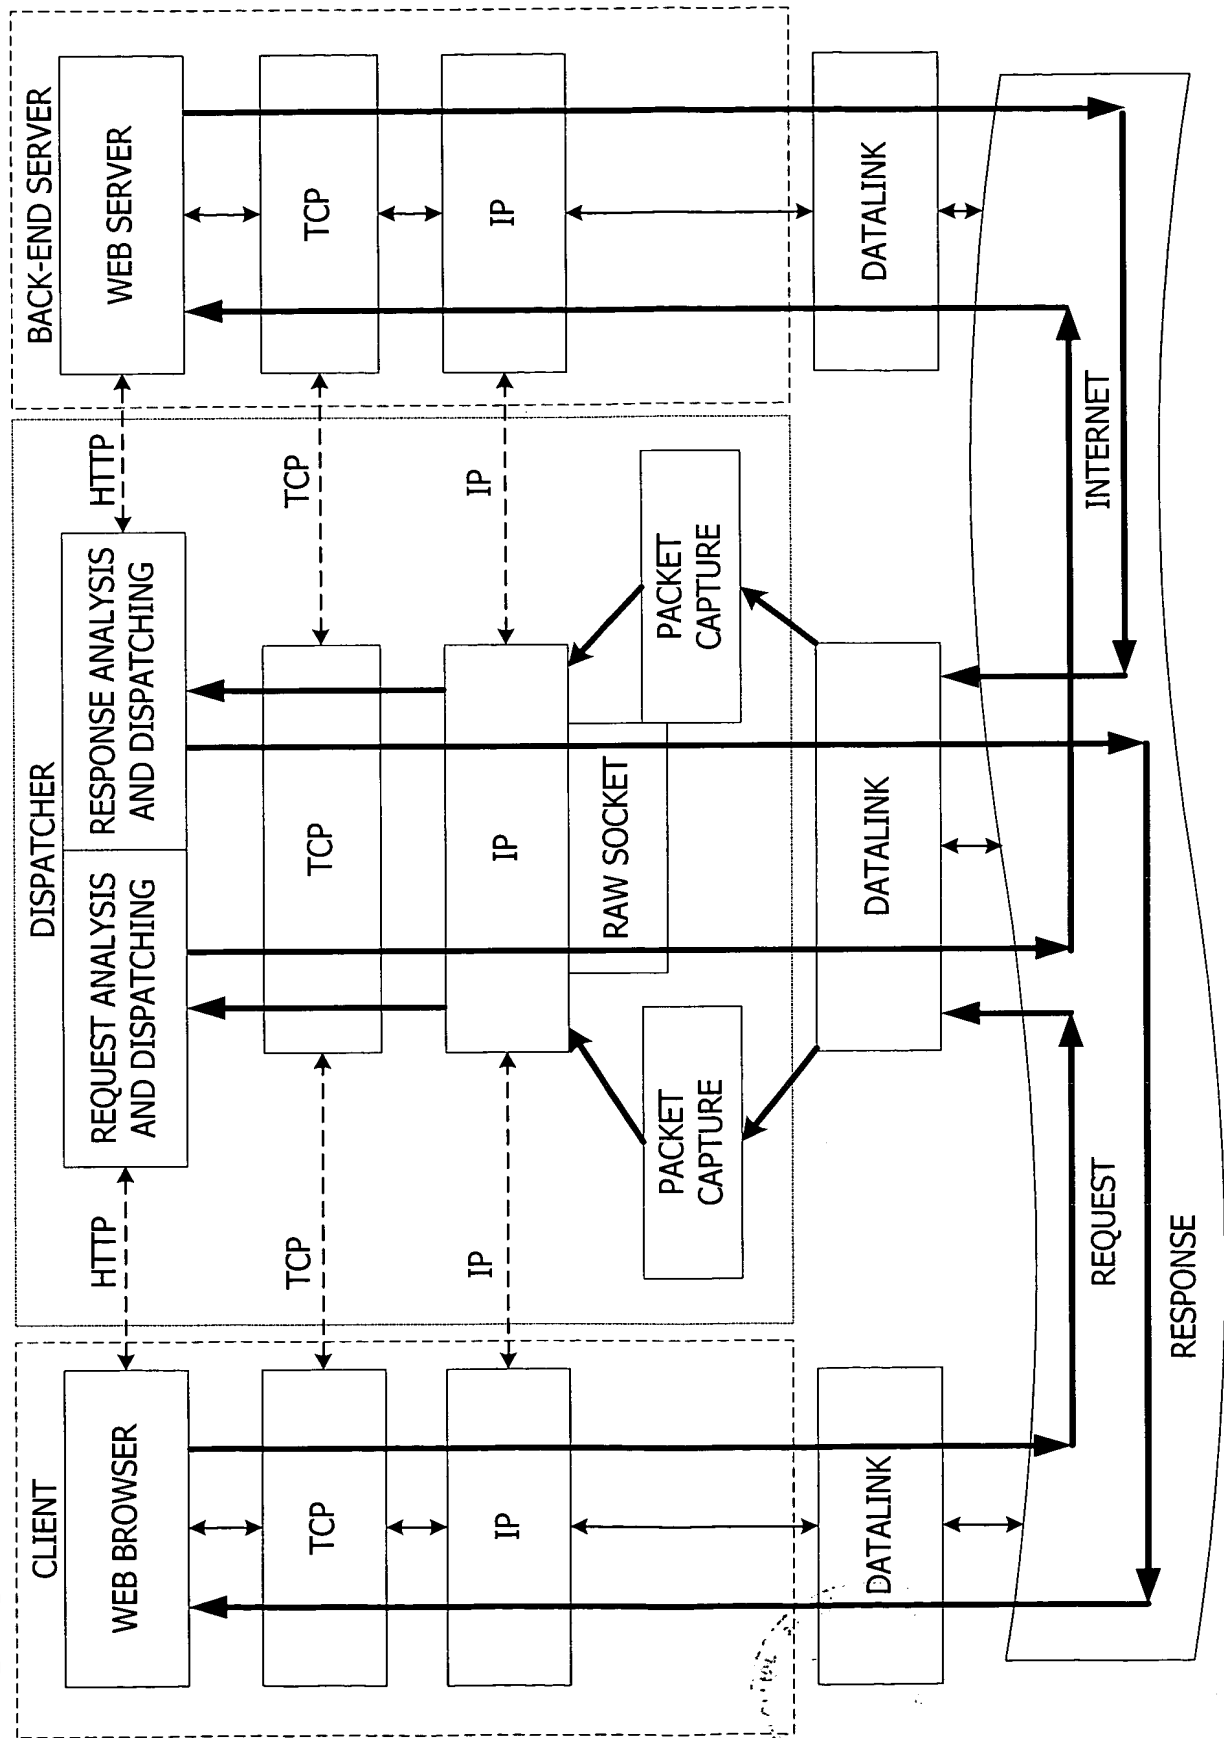 CLIENT
DISPATCHER
BACK-END SERVER
WEB BROWSER
HTTP
REQUEST ANALYSIS
AND DISPATCHING
RESPONSE ANALYSIS
AND DISPATCHING
HTTP
WEB SERVER
TCP
TCP
TCP
TCP
TCP
IP
IP
IP
IP
IP
RAW SOCKET
PACKET
CAPTURE
PACKET
CAPTURE
DATALINK
DATALINK
DATALINK
REQUEST
INTERNET
RESPONSE